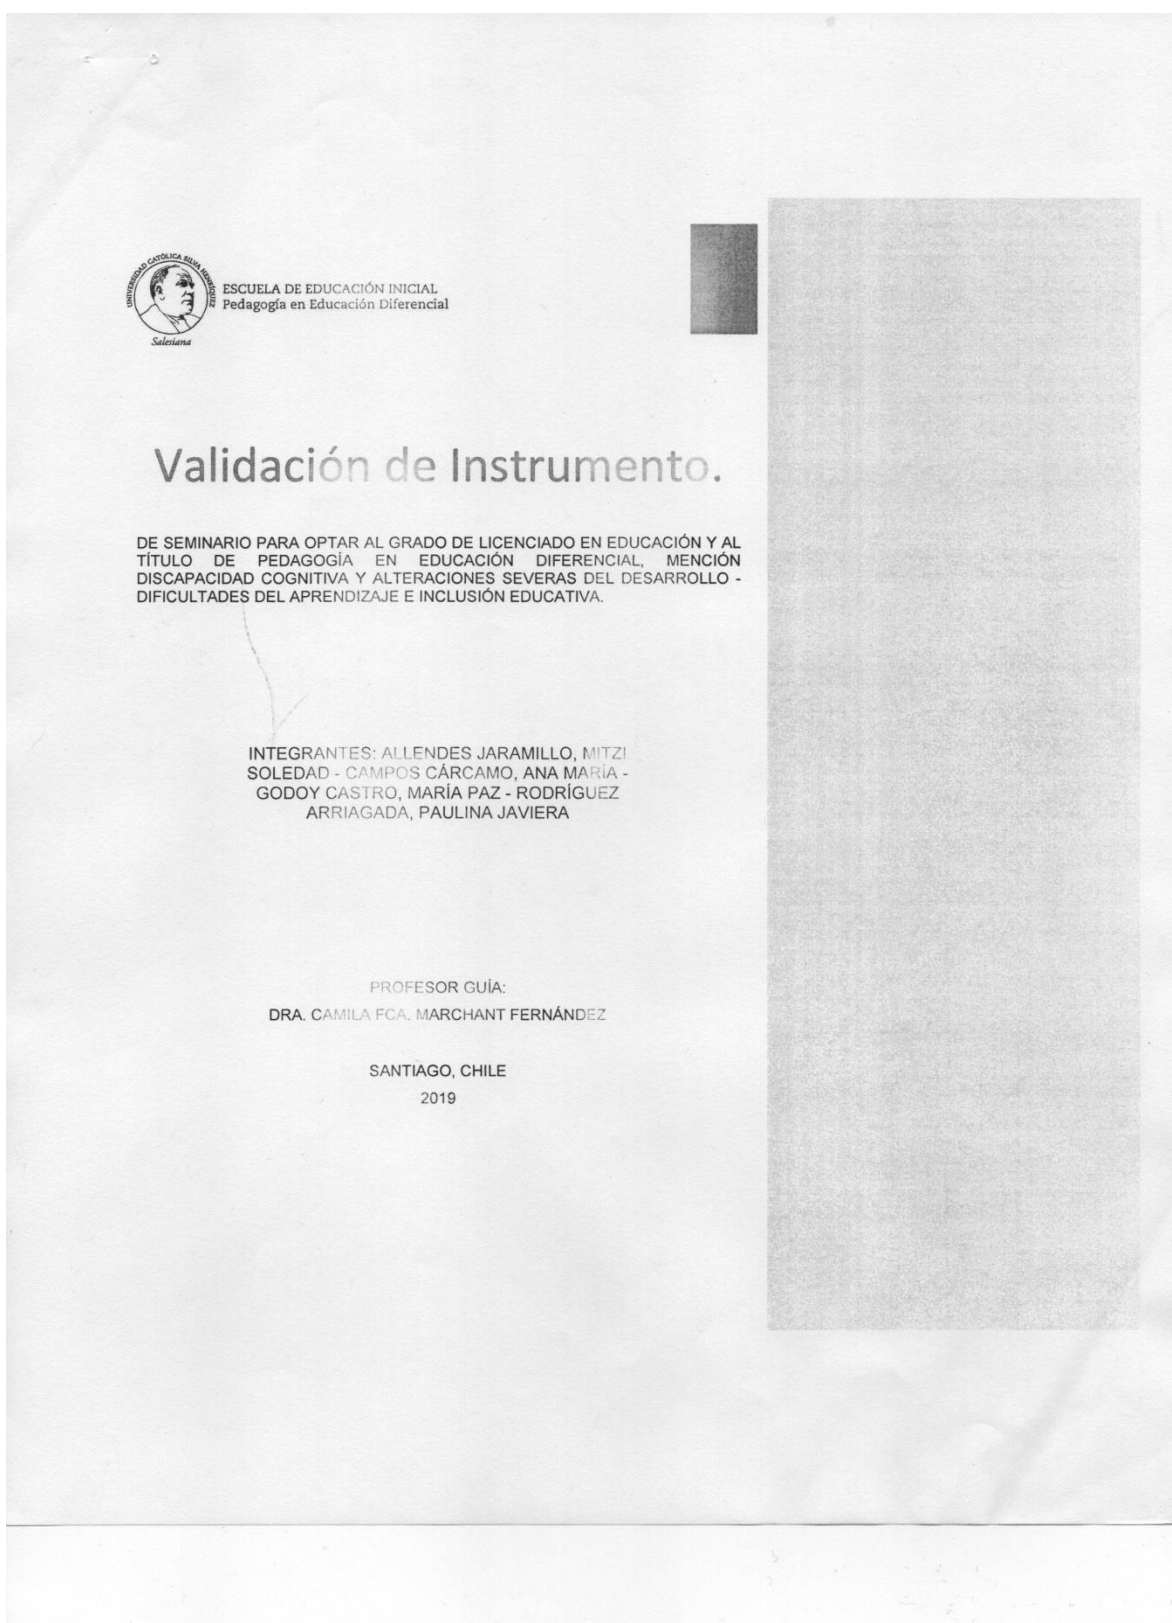 UNIVERSIDAD CATÓLICA SILVA HENRÍQUEZ
Salesiana
ESCUELA DE EDUCACIÓN INICIAL
Pedagogía en Educación Diferencial
Validación de Instrumento.
DE SEMINARIO PARA OPTAR AL GRADO DE LICENCIADO EN EDUCACIÓN Y AL
TÍTULO DE PEDAGOGÍA EN EDUCACIÓN DIFERENCIAL, MENCIÓN
DISCAPACIDAD COGNITIVA Y ALTERACIONES SEVERAS DEL DESARROLLO -
DIFICULTADES DEL APRENDIZAJE E INCLUSIÓN EDUCATIVA.
INTEGRANTES: ALLENDES JARAMILLO, MITZI
SOLEDAD - CAMPOS CÁRCAMO, ANA MARÍA -
GODOY CASTRO, MARÍA PAZ - RODRÍGUEZ
ARRIAGADA, PAULINA JAVIERA
PROFESOR GUÍA:
DRA. CAMILA FCA. MARCHANT FERNÁNDEZ
SANTIAGO, CHILE
2019